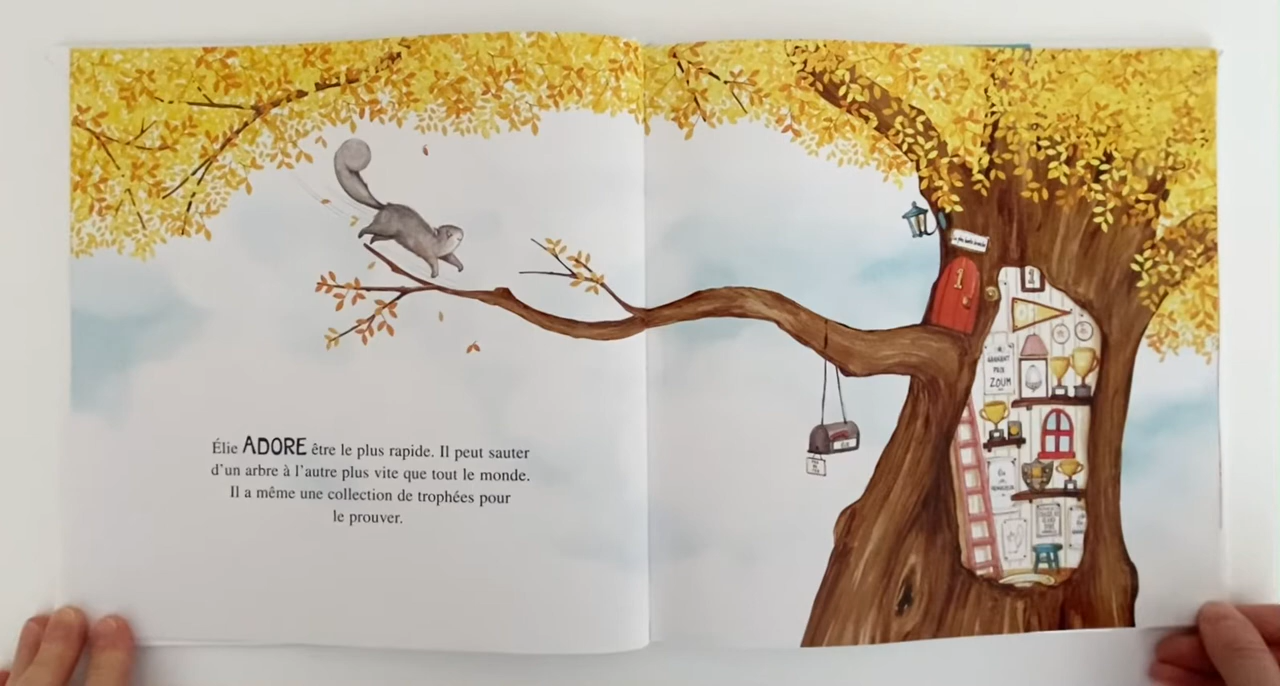 Élie ADORE être le plus rapide. Il peut sauter
d'un arbre à l'autre plus vite que tout le monde.
Il a même une collection de trophées pour
le prouver.
1
1
GRAND
PRIX
ZOUM